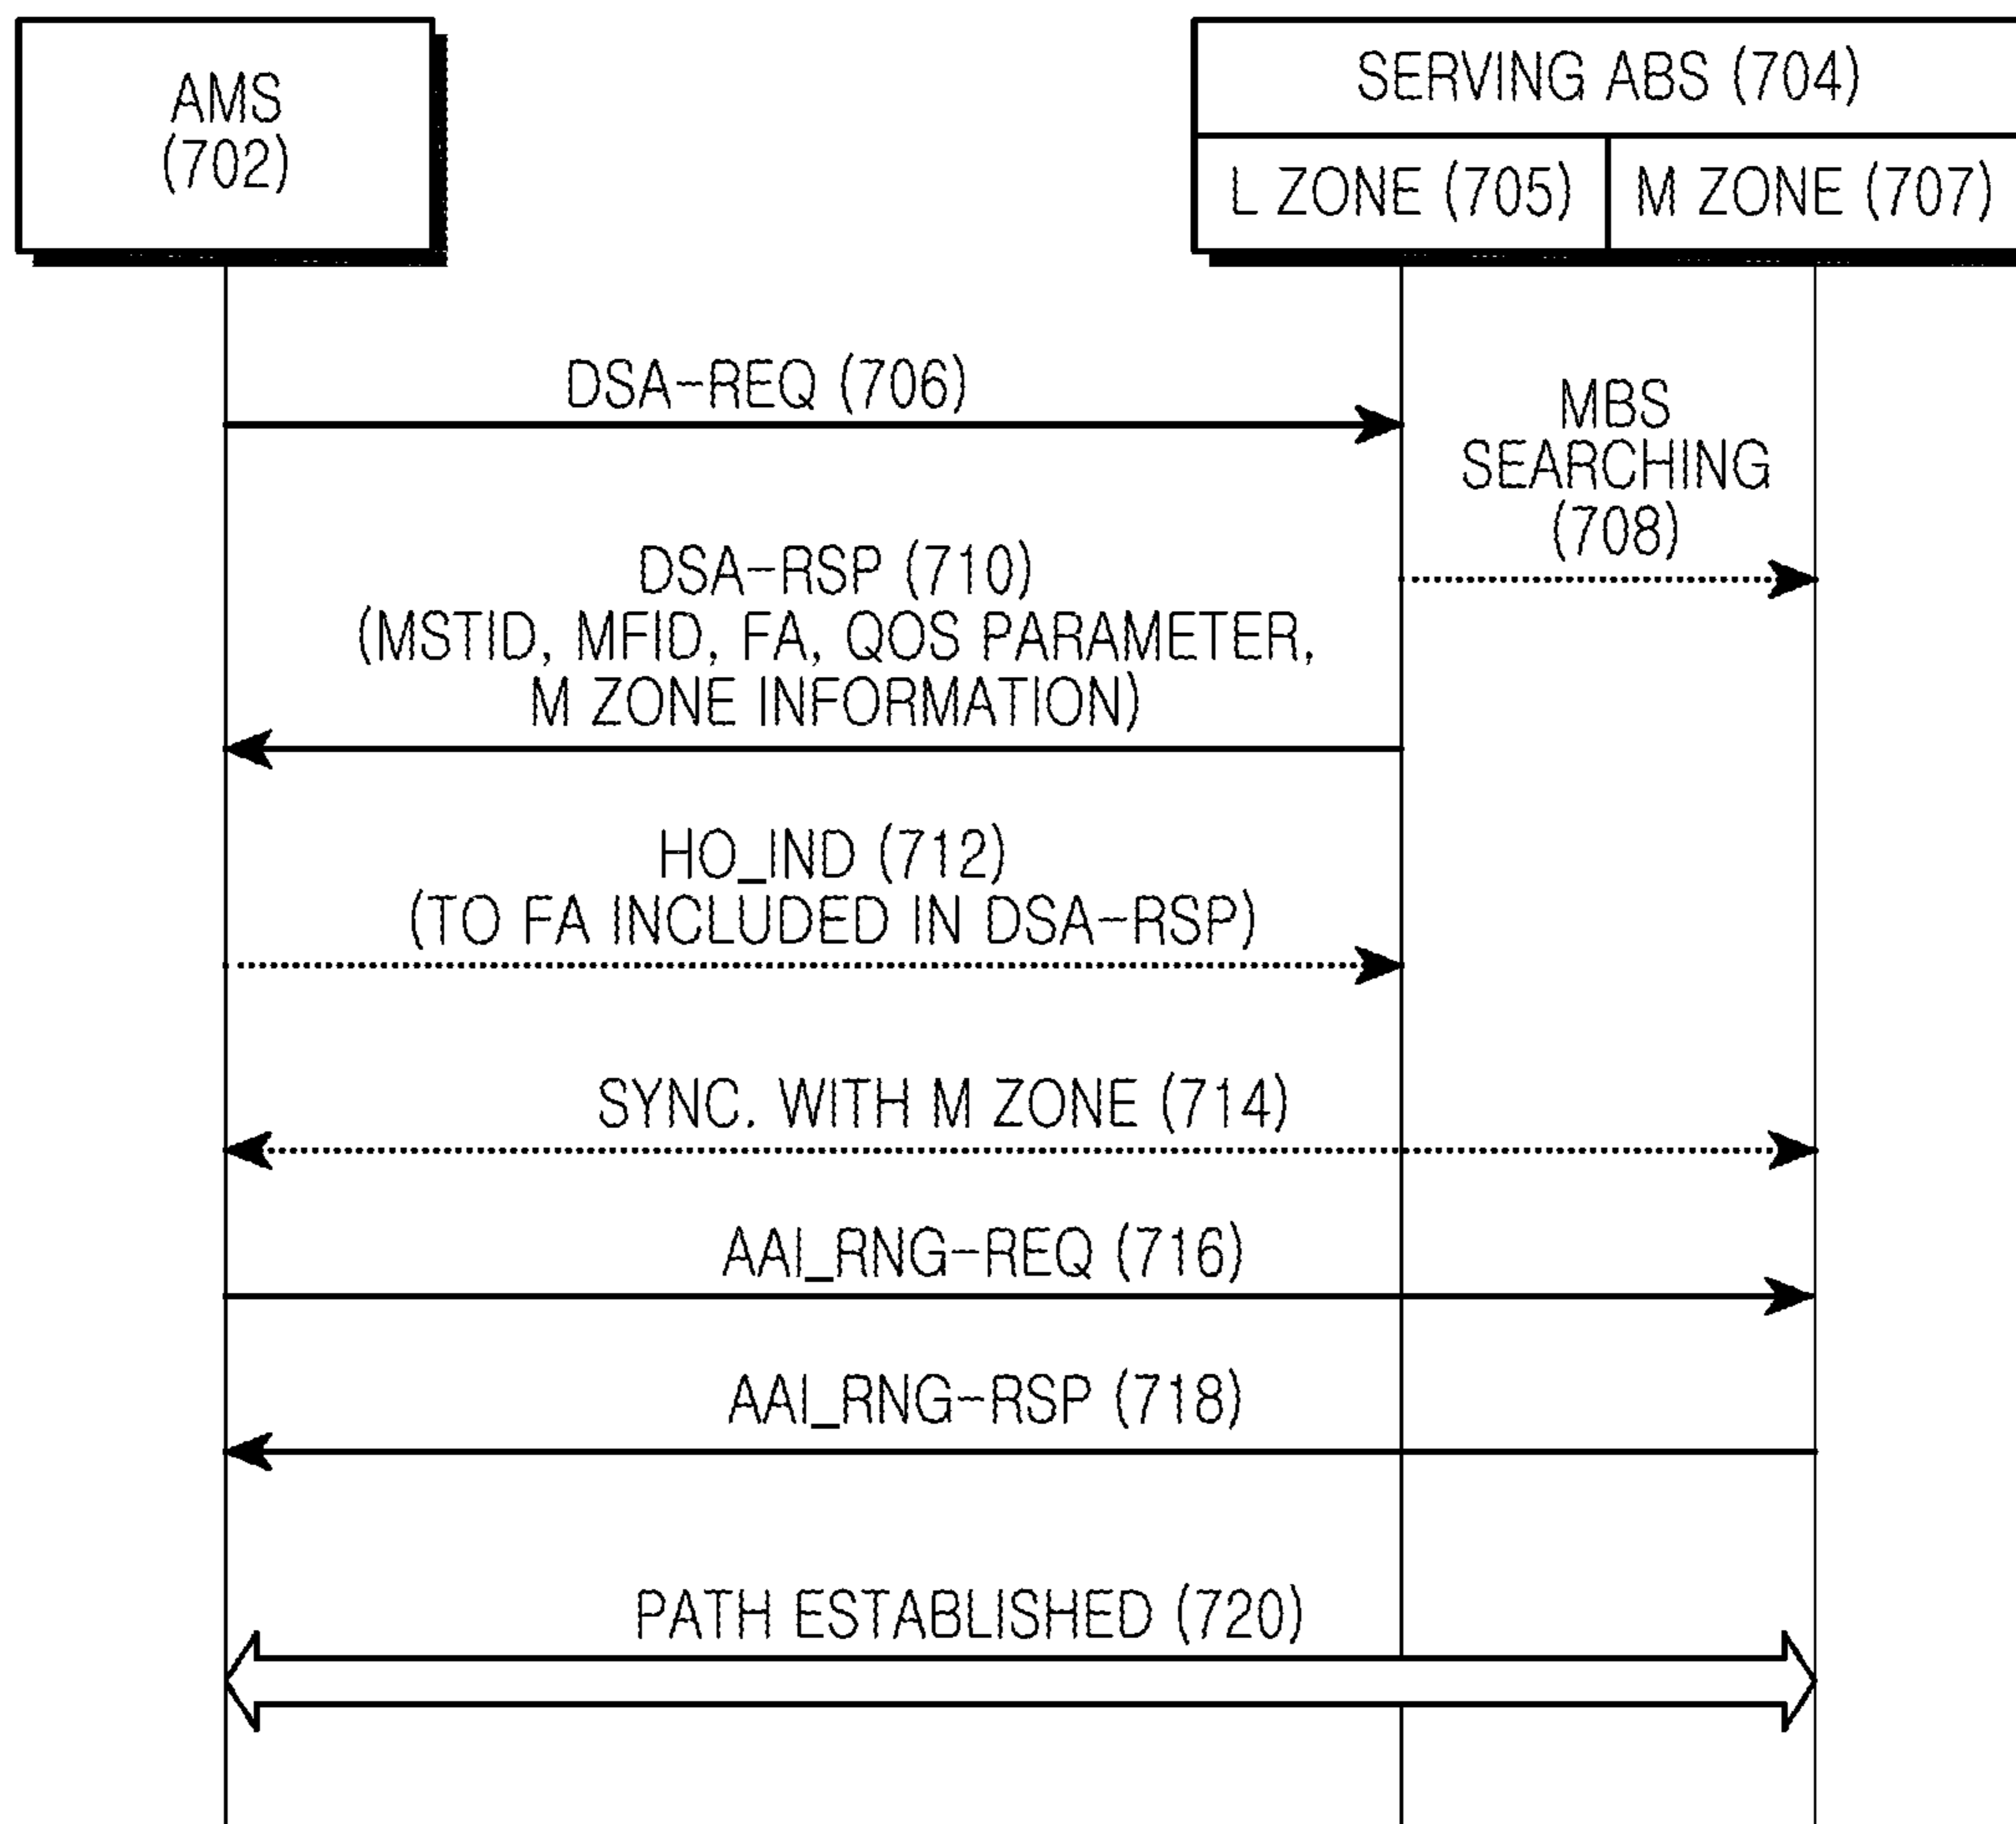 AMS
(702)
SERVING ABS (704)
L ZONE (705)
M ZONE (707)
DSA-REQ (706)
MBS
SEARCHING
(708)
DSA-RSP (710)
(MSTID, MFID, FA, QOS PARAMETER,
M ZONE INFORMATION)
HO_IND (712)
(TO FA INCLUDED IN DSA-RSP)
SYNC. WITH M ZONE (714)
AAI_RNG-REQ (716)
AAI_RNG-RSP (718)
PATH ESTABLISHED (720)